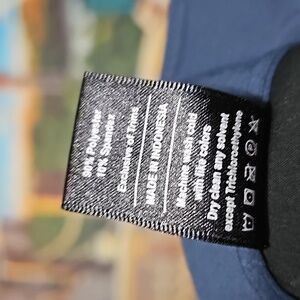 90% Polyester
10% Spandex
Exclusive of Trims
MADE IN INDONESIA
Machine wash cold
with like colors
Dry clean any solvent
except Trichloroethylene